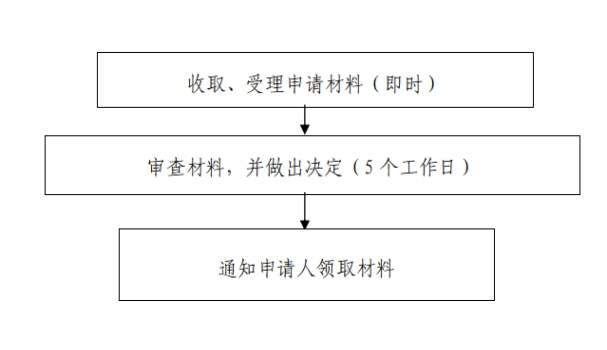 收取、受理申请材料（即时）
审查材料，并做出决定（5个工作日）
通知申请人领取材料